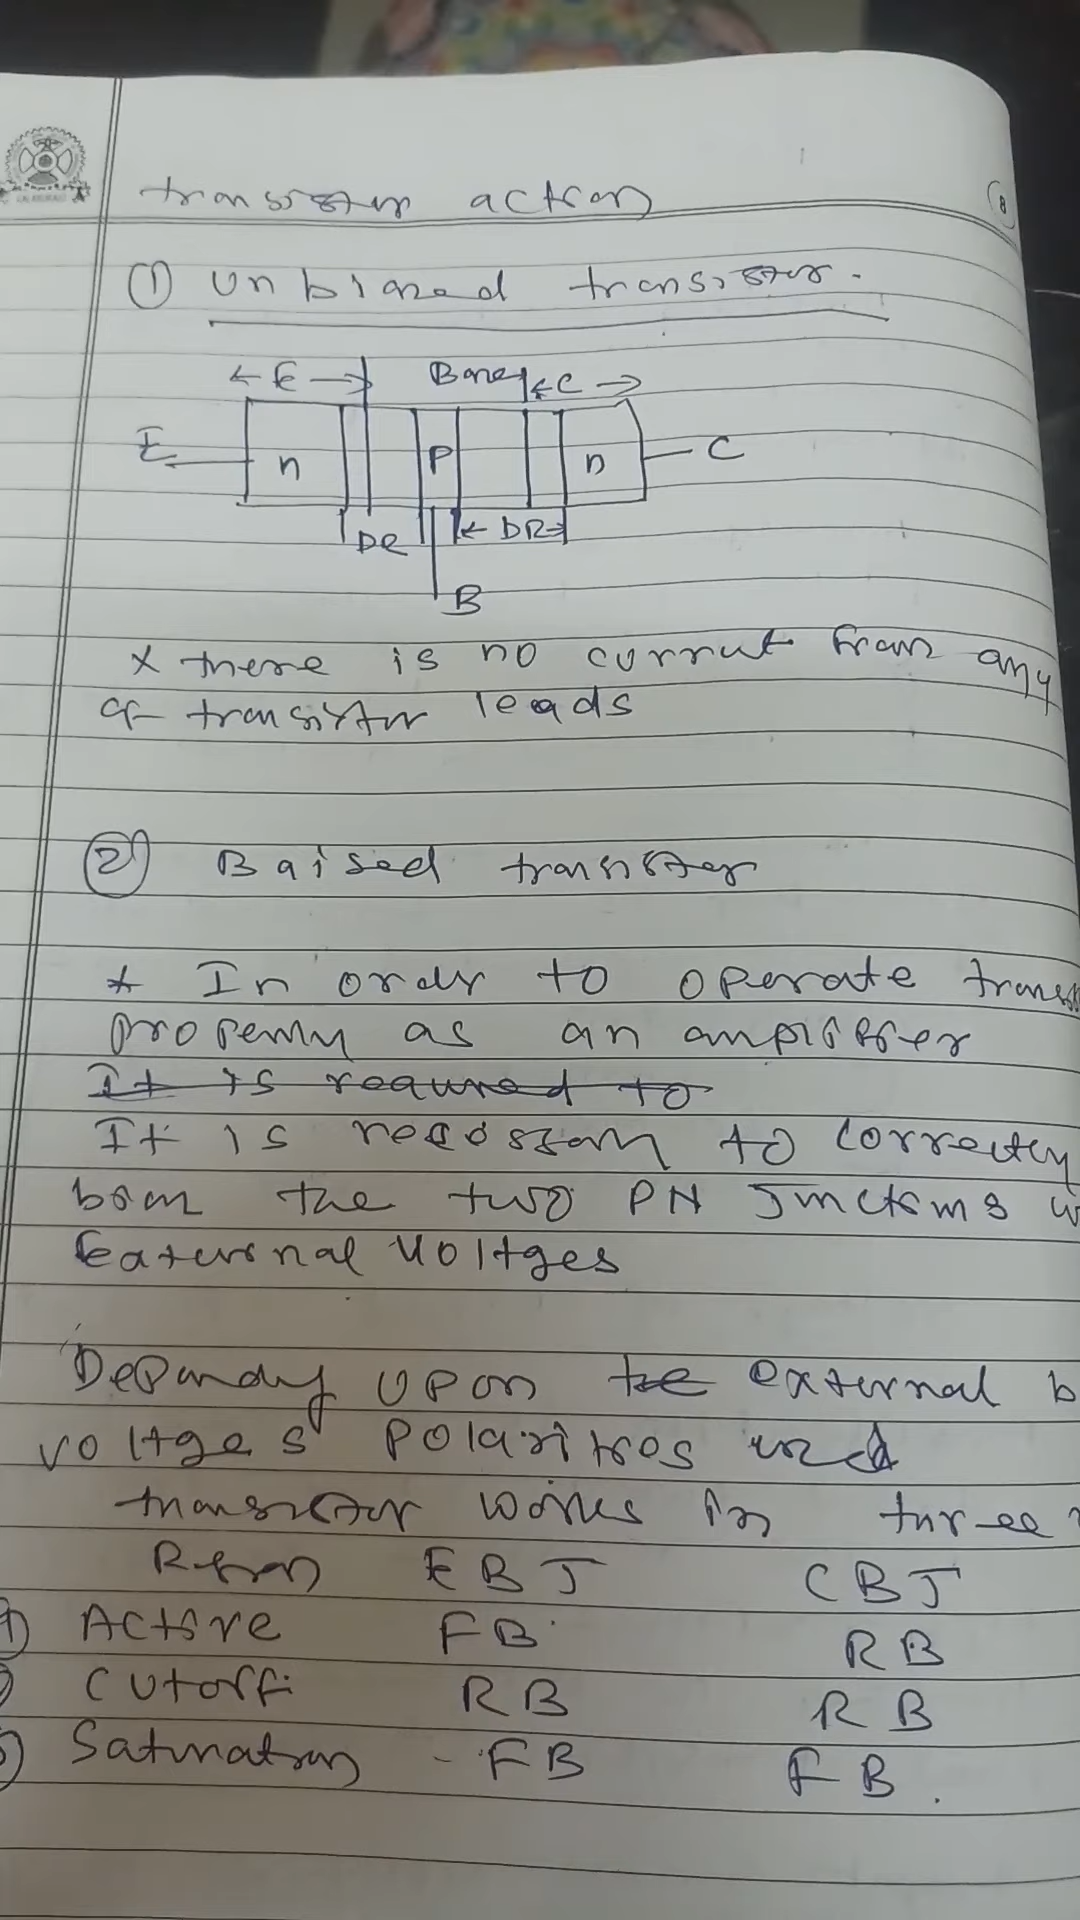 8
transistor action
① unbiased transistor.
← E → Base ← C →
E n P n C
DR ← DR →
B
* there is no current from any
of transistor leads
② Baised transistor
* In order to operate trans
properly as an amplifier
It is required to
It is necessary to correctly
bias the two PN Junctions w
External voltges
Depending upon the external b
voltges polarities used
transistor works in three
Region EBJ CBJ
① Active FB RB
② Cutoff RB RB
③ Saturation - FB FB.